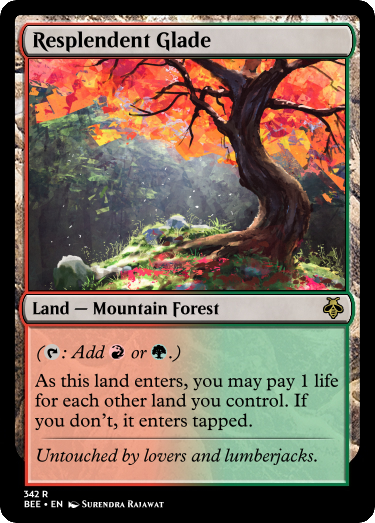 Resplendent Glade
Land — Mountain Forest
(: Add or .)
As this land enters, you may pay 1 life
for each other land you control. If
you don't, it enters tapped.
Untouched by lovers and lumberjacks.
342 R
BEE • EN Surendra Rajawat